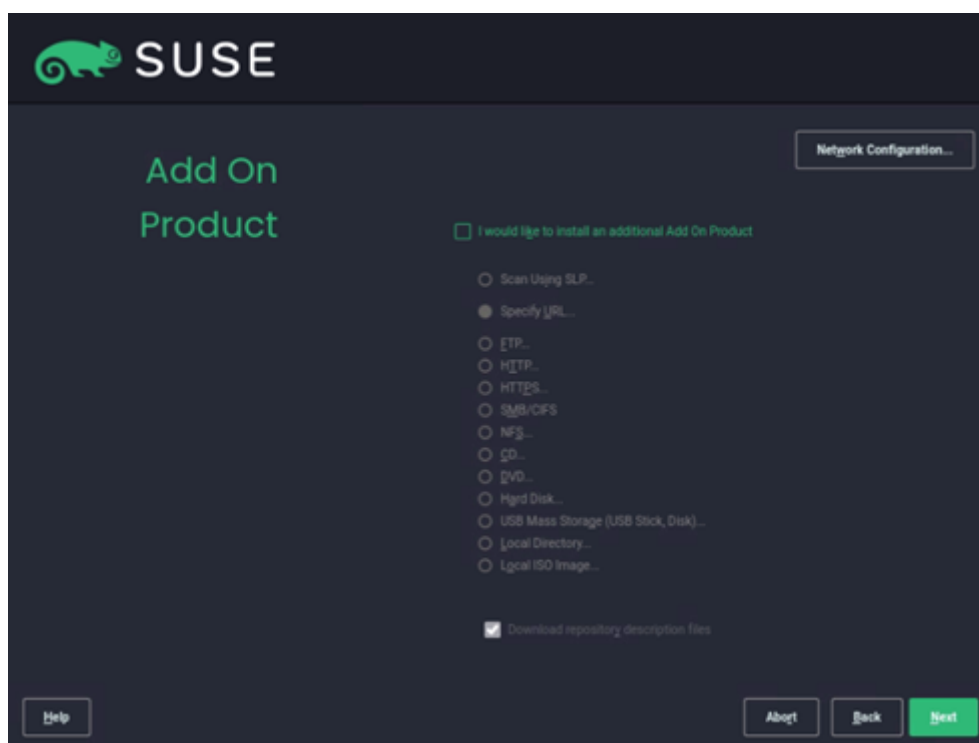 SUSE
Network Configuration...
Add On
Product
I would like to install an additional Add On Product
Scan Using SLP...
Specify URL...
FTP...
HTTP...
HTTPS...
SMB/CIFS
NFS...
CD...
DVD...
Hard Disk...
USB Mass Storage (USB Stick, Disk)...
Local Directory...
Local ISO Image...
Download repository description files
Help
Abort
Back
Next